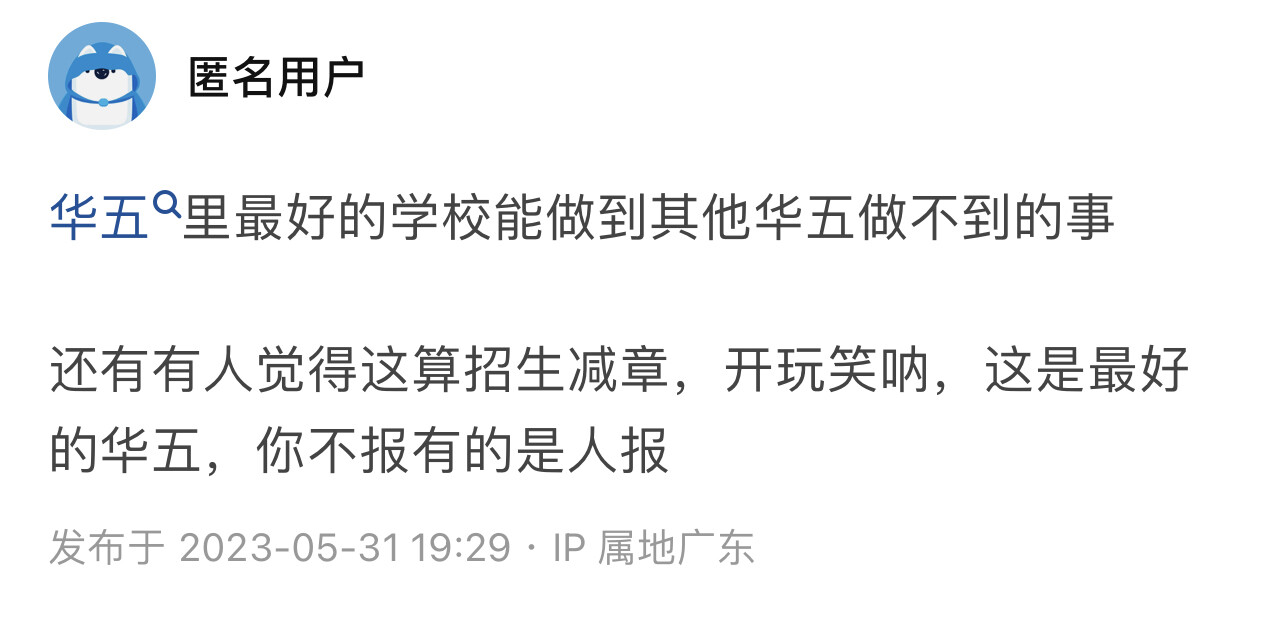 匿名用户
华五里最好的学校能做到其他华五做不到的事
还有有人觉得这算招生减章，开玩笑呐，这是最好
的华五，你不报有的是人报
发布于 2023-05-31 19:29 · IP 属地广东